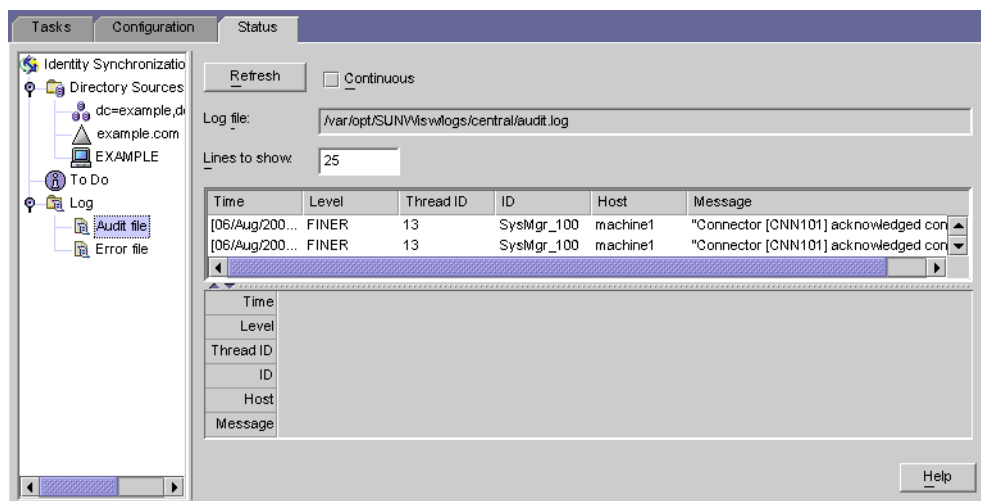 Tasks Configuration Status
Identity Synchronizatio
Directory Sources
dc=example,d
example.com
EXAMPLE
To Do
Log
Audit file
Error file
Refresh Continuous
Log file: /var/opt/SUNWisw/logs/central/audit.log
Lines to show: 25
Time Level Thread ID ID Host Message
[06/Aug/200... FINER 13 SysMgr_100 machine1 "Connector [CNN101] acknowledged con
[06/Aug/200... FINER 13 SysMgr_100 machine1 "Connector [CNN101] acknowledged con
Time
Level
Thread ID
ID
Host
Message
Help